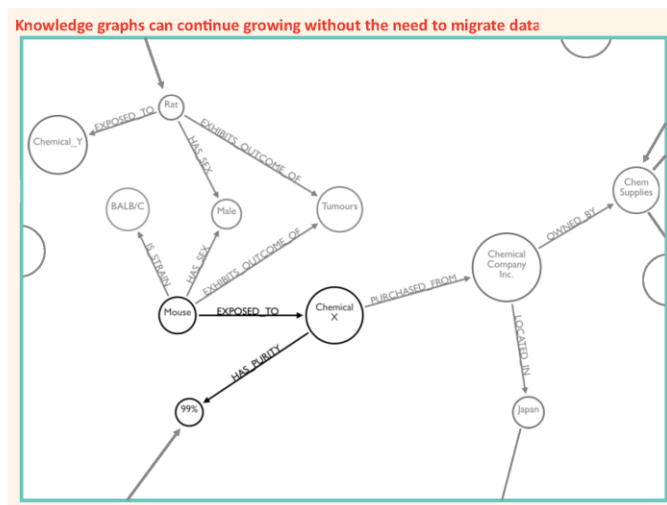 Knowledge graphs can continue growing without the need to migrate data
Rat
EXPOSED_TO
Chemical_Y
EXHIBITS_OUTCOME_OF
HAS_SEX
BALB/C
Male
Tumours
Chem
Supplies
IS_STRAIN
HAS_SEX
EXHIBITS_OUTCOME_OF
OWNED_BY
Chemical
Company
Inc.
PURCHASED_FROM
Mouse
EXPOSED_TO
Chemical
X
LOCATED_IN
HAS_PURITY
99%
Japan